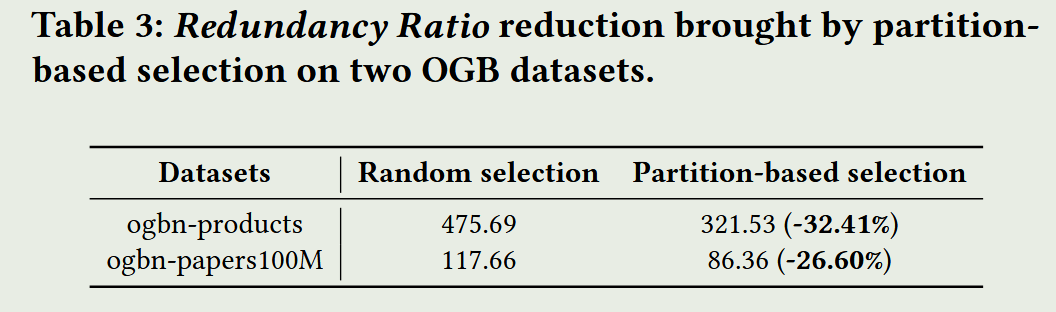 Table 3: Redundancy Ratio reduction brought by partition-
based selection on two OGB datasets.
Datasets Random selection Partition-based selection
ogbn-products 475.69 321.53 (-32.41%)
ogbn-papers100M 117.66 86.36 (-26.60%)